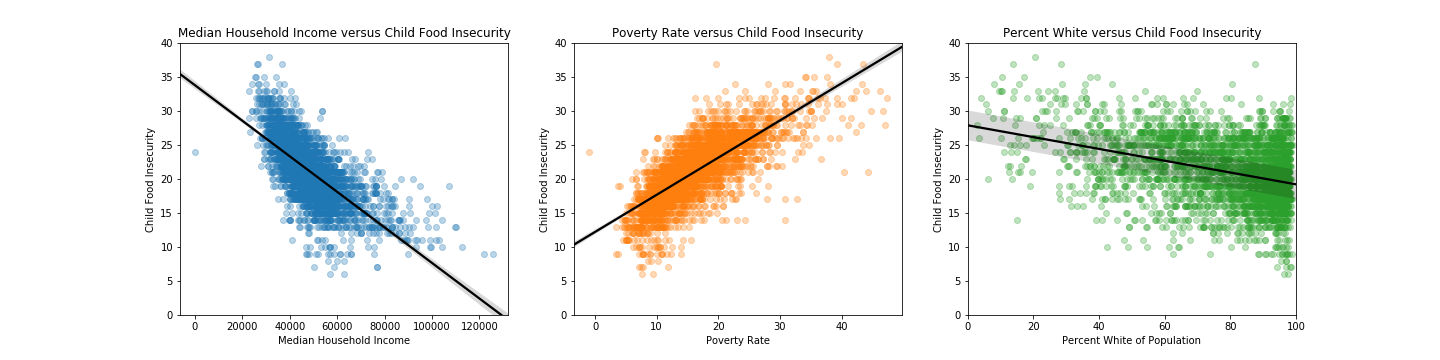 Median Household Income versus Child Food Insecurity
40
35
30
25
20
15
10
5
0
Child Food Insecurity
0 20000 40000 60000 80000 100000 120000
Median Household Income
Poverty Rate versus Child Food Insecurity
40
35
30
25
20
15
10
5
0
Child Food Insecurity
0 10 20 30 40
Poverty Rate
Percent White versus Child Food Insecurity
40
35
30
25
20
15
10
5
0
Child Food Insecurity
0 20 40 60 80 100
Percent White of Population